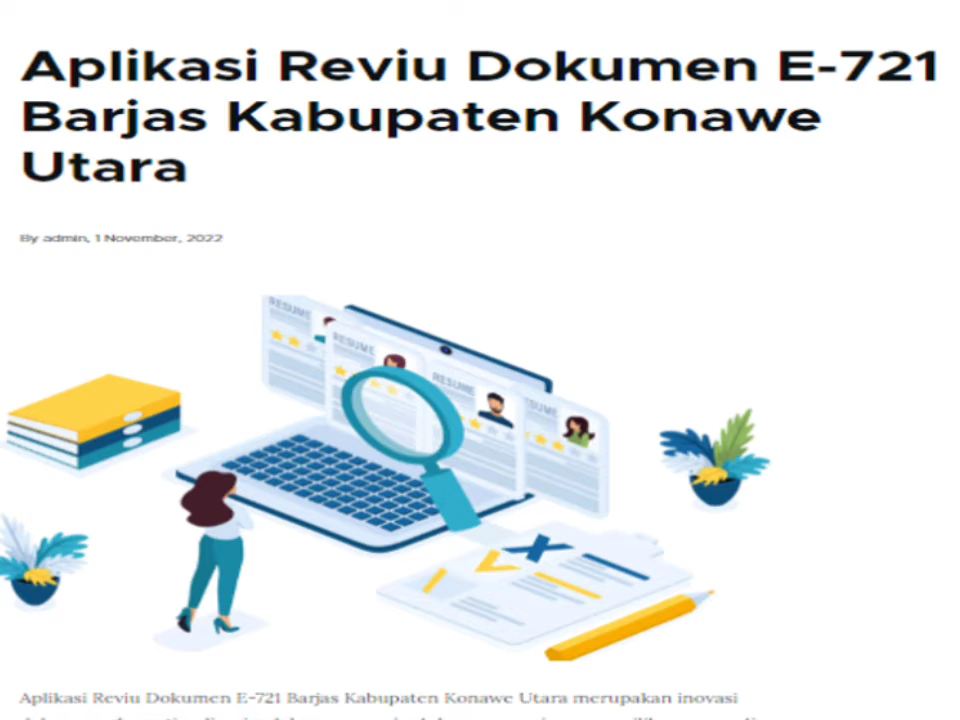 Aplikasi Reviu Dokumen E-721
Barjas Kabupaten Konawe
Utara
By admin, 1 November, 2022
RESUME
RESUME
RESUME
Aplikasi Reviu Dokumen E-721 Barjas Kabupaten Konawe Utara merupakan inovasi